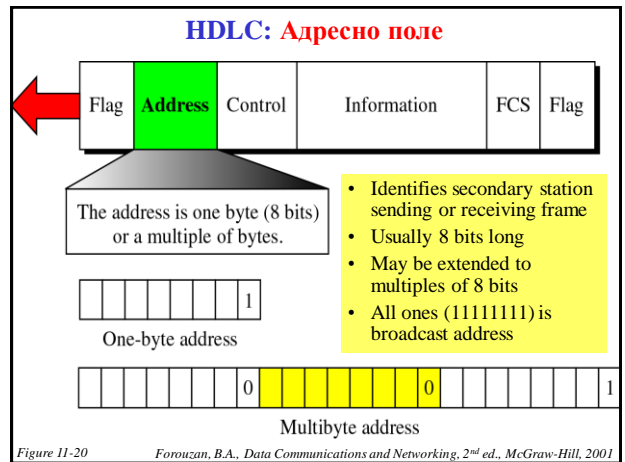 HDLC: Адресно поле
Flag Address Control Information FCS Flag
The address is one byte (8 bits)
or a multiple of bytes.
• Identifies secondary station
sending or receiving frame
• Usually 8 bits long
• May be extended to
multiples of 8 bits
• All ones (11111111) is
broadcast address
1
One-byte address
0 0 1
Multibyte address
Figure 11-20 Forouzan, B.A., Data Communications and Networking, 2nd ed., McGraw-Hill, 2001